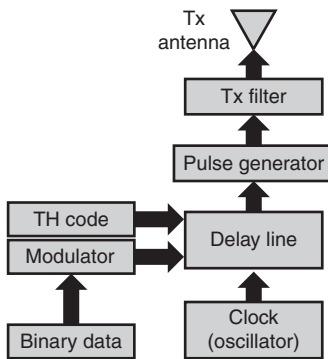 Tx
antenna
Tx filter
Pulse generator
TH code
Modulator
Delay line
Binary data
Clock
(oscillator)